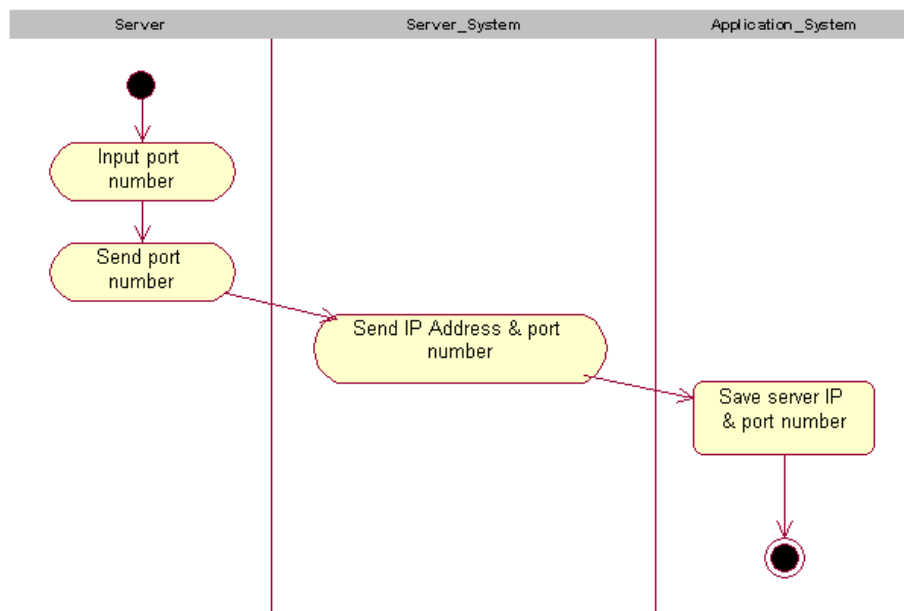 Server
Server_System
Application_System
Input port
number
Send port
number
Send IP Address & port
number
Save server IP
& port number